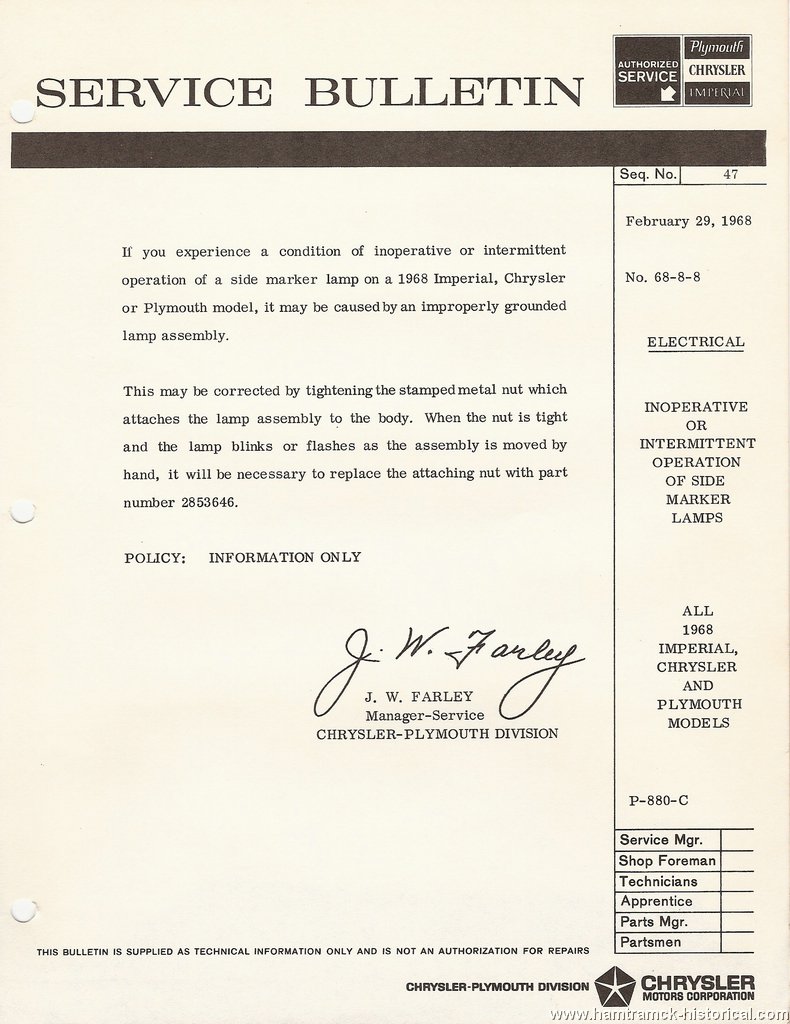 SERVICE BULLETIN
AUTHORIZED
SERVICE
Plymouth
CHRYSLER
IMPERIAL
Seq. No. 47
February 29, 1968
No. 68-8-8
ELECTRICAL
INOPERATIVE
OR
INTERMITTENT
OPERATION
OF SIDE
MARKER
LAMPS
ALL
1968
IMPERIAL,
CHRYSLER
AND
PLYMOUTH
MODELS
P-880-C
If you experience a condition of inoperative or intermittent
operation of a side marker lamp on a 1968 Imperial, Chrysler
or Plymouth model, it may be caused by an improperly grounded
lamp assembly.
This may be corrected by tightening the stamped metal nut which
attaches the lamp assembly to the body. When the nut is tight
and the lamp blinks or flashes as the assembly is moved by
hand, it will be necessary to replace the attaching nut with part
number 2853646.
POLICY: INFORMATION ONLY
J. W. Farley
J. W. FARLEY
Manager-Service
CHRYSLER-PLYMOUTH DIVISION
Service Mgr.
Shop Foreman
Technicians
Apprentice
Parts Mgr.
Partsmen
THIS BULLETIN IS SUPPLIED AS TECHNICAL INFORMATION ONLY AND IS NOT AN AUTHORIZATION FOR REPAIRS
CHRYSLER-PLYMOUTH DIVISION
CHRYSLER
MOTORS CORPORATION
www.hamtramck-historical.com